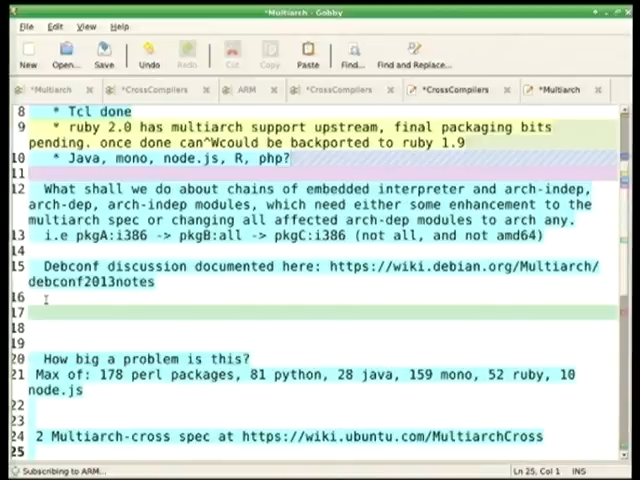 *Multiarch - Gobby
File Edit View Help
New Open... Save Undo Redo Cut Copy Paste Find... Find and Replace...
*Multiarch *CrossCompilers ARM *CrossCompilers *CrossCompilers *Multiarch
8 * Tcl done
9 * ruby 2.0 has multiarch support upstream, final packaging bits
pending. once done can^Wcould be backported to ruby 1.9
10 * Java, mono, node.js, R, php?
11
12 What shall we do about chains of embedded interpreter and arch-indep,
arch-dep, arch-indep modules, which need either some enhancement to the
multiarch spec or changing all affected arch-dep modules to arch any.
13 i.e pkgA:i386 -> pkgB:all -> pkgC:i386 (not all, and not amd64)
14
15 Debconf discussion documented here: https://wiki.debian.org/Multiarch/
debconf2013notes
16
17
18
19
20 How big a problem is this?
21 Max of: 178 perl packages, 81 python, 28 java, 159 mono, 52 ruby, 10
node.js
22
23
24 2 Multiarch-cross spec at https://wiki.ubuntu.com/MultiarchCross
25
Subscribing to ARM... Ln 25, Col 1 INS